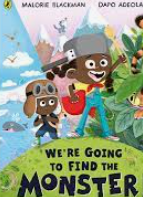 MALORIE BLACKMAN DAPO ADEOLA
WE'RE GOING
TO FIND THE
MONSTER